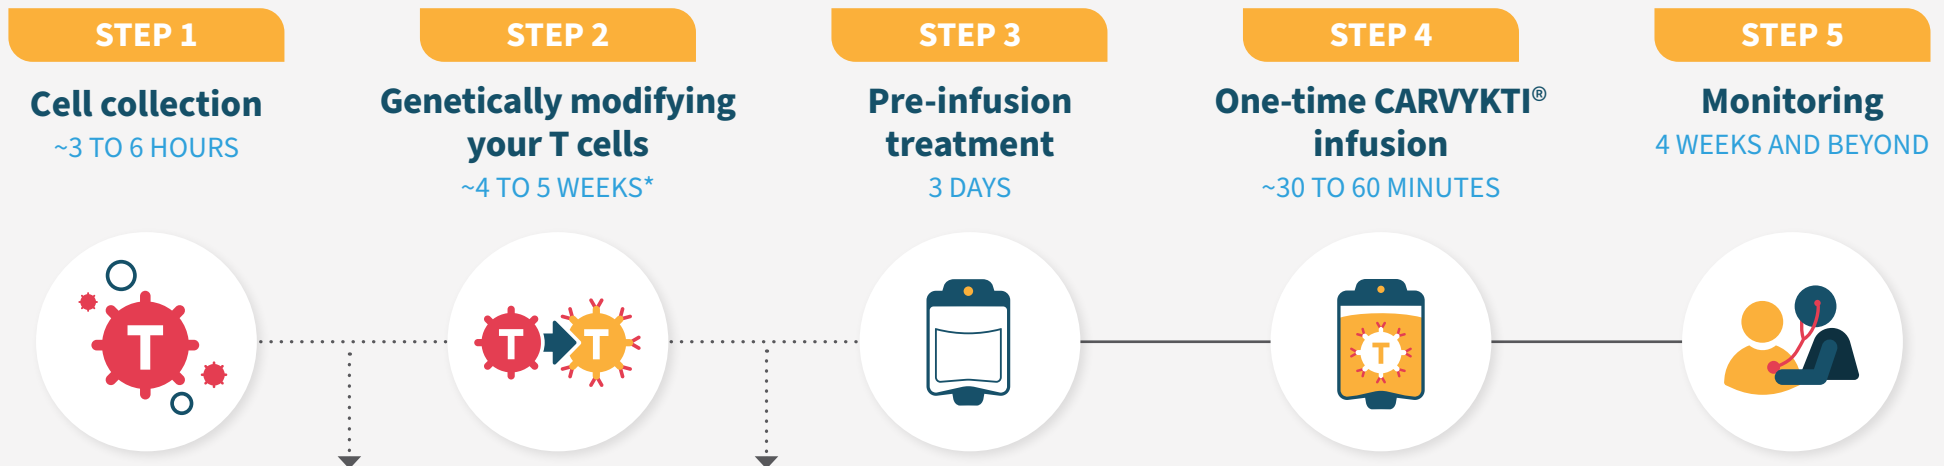 STEP 1
Cell collection
~3 TO 6 HOURS
STEP 2
Genetically modifying
your T cells
~4 TO 5 WEEKS*
STEP 3
Pre-infusion
treatment
3 DAYS
STEP 4
One-time CARVYKTI®
infusion
~30 TO 60 MINUTES
STEP 5
Monitoring
4 WEEKS AND BEYOND
T
T T
T